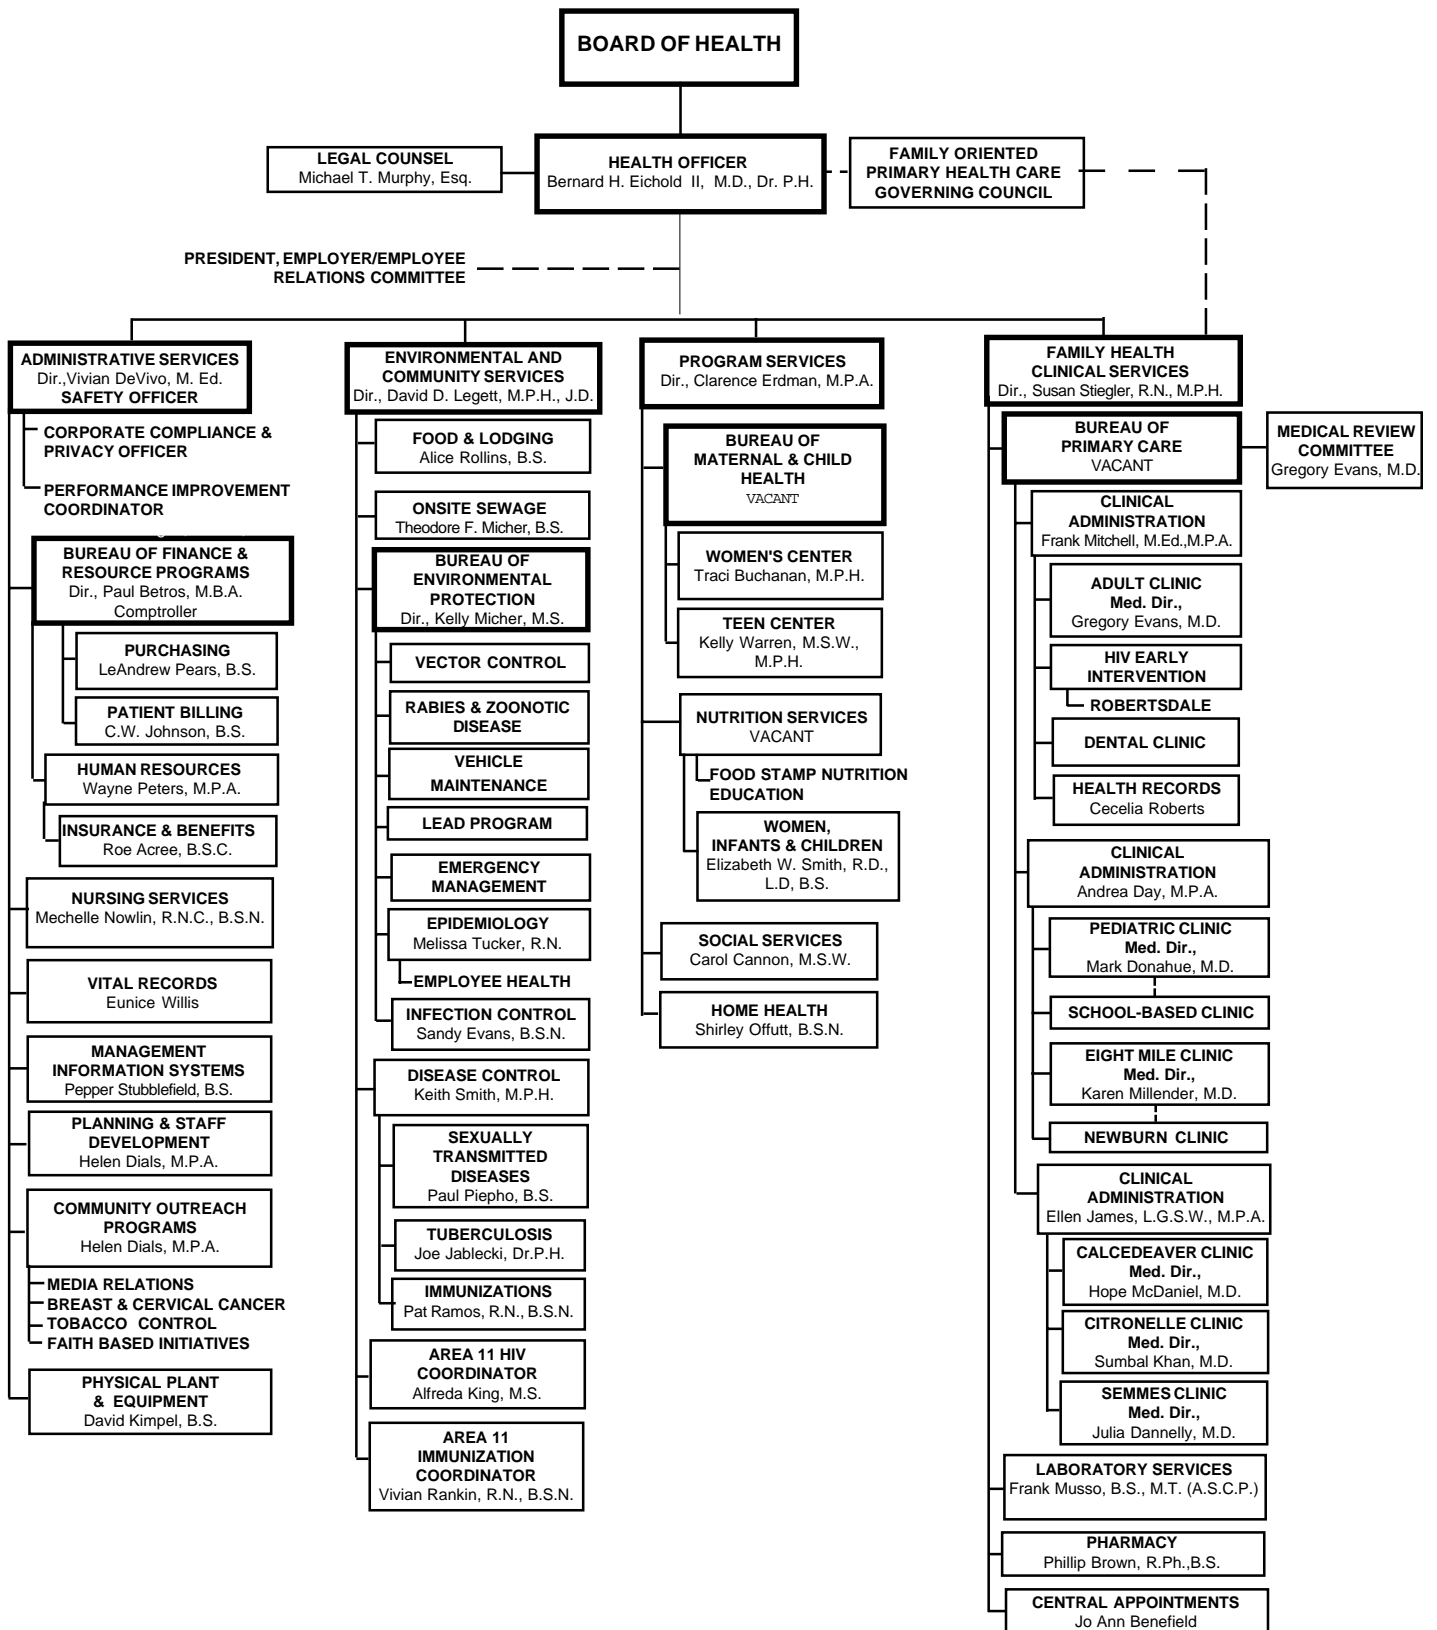 BOARD OF HEALTH
LEGAL COUNSEL
Michael T. Murphy, Esq.
HEALTH OFFICER
Bernard H. Eichold II, M.D., Dr. P.H.
FAMILY ORIENTED
PRIMARY HEALTH CARE
GOVERNING COUNCIL
PRESIDENT, EMPLOYER/EMPLOYEE
RELATIONS COMMITTEE
ADMINISTRATIVE SERVICES
Dir.,Vivian DeVivo, M. Ed.
SAFETY OFFICER
CORPORATE COMPLIANCE &
PRIVACY OFFICER
PERFORMANCE IMPROVEMENT
COORDINATOR
BUREAU OF FINANCE &
RESOURCE PROGRAMS
Dir., Paul Betros, M.B.A.
Comptroller
PURCHASING
LeAndrew Pears, B.S.
PATIENT BILLING
C.W. Johnson, B.S.
HUMAN RESOURCES
Wayne Peters, M.P.A.
INSURANCE & BENEFITS
Roe Acree, B.S.C.
NURSING SERVICES
Mechelle Nowlin, R.N.C., B.S.N.
VITAL RECORDS
Eunice Willis
MANAGEMENT
INFORMATION SYSTEMS
Pepper Stubblefield, B.S.
PLANNING & STAFF
DEVELOPMENT
Helen Dials, M.P.A.
COMMUNITY OUTREACH
PROGRAMS
Helen Dials, M.P.A.
MEDIA RELATIONS
BREAST & CERVICAL CANCER
TOBACCO CONTROL
FAITH BASED INITIATIVES
PHYSICAL PLANT
& EQUIPMENT
David Kimpel, B.S.
ENVIRONMENTAL AND
COMMUNITY SERVICES
Dir., David D. Legett, M.P.H., J.D.
FOOD & LODGING
Alice Rollins, B.S.
ONSITE SEWAGE
Theodore F. Micher, B.S.
BUREAU OF
ENVIRONMENTAL
PROTECTION
Dir., Kelly Micher, M.S.
VECTOR CONTROL
RABIES & ZOONOTIC
DISEASE
VEHICLE
MAINTENANCE
LEAD PROGRAM
EMERGENCY
MANAGEMENT
EPIDEMIOLOGY
Melissa Tucker, R.N.
EMPLOYEE HEALTH
INFECTION CONTROL
Sandy Evans, B.S.N.
DISEASE CONTROL
Keith Smith, M.P.H.
SEXUALLY
TRANSMITTED
DISEASES
Paul Piepho, B.S.
TUBERCULOSIS
Joe Jablecki, Dr.P.H.
IMMUNIZATIONS
Pat Ramos, R.N., B.S.N.
AREA 11 HIV
COORDINATOR
Alfreda King, M.S.
AREA 11
IMMUNIZATION
COORDINATOR
Vivian Rankin, R.N., B.S.N.
PROGRAM SERVICES
Dir., Clarence Erdman, M.P.A.
BUREAU OF
MATERNAL & CHILD
HEALTH
VACANT
WOMEN'S CENTER
Traci Buchanan, M.P.H.
TEEN CENTER
Kelly Warren, M.S.W.,
M.P.H.
NUTRITION SERVICES
VACANT
FOOD STAMP NUTRITION
EDUCATION
WOMEN,
INFANTS & CHILDREN
Elizabeth W. Smith, R.D.,
L.D, B.S.
SOCIAL SERVICES
Carol Cannon, M.S.W.
HOME HEALTH
Shirley Offutt, B.S.N.
FAMILY HEALTH
CLINICAL SERVICES
Dir., Susan Stiegler, R.N., M.P.H.
BUREAU OF
PRIMARY CARE
VACANT
MEDICAL REVIEW
COMMITTEE
Gregory Evans, M.D.
CLINICAL
ADMINISTRATION
Frank Mitchell, M.Ed.,M.P.A.
ADULT CLINIC
Med. Dir.,
Gregory Evans, M.D.
HIV EARLY
INTERVENTION
ROBERTSDALE
DENTAL CLINIC
HEALTH RECORDS
Cecelia Roberts
CLINICAL
ADMINISTRATION
Andrea Day, M.P.A.
PEDIATRIC CLINIC
Med. Dir.,
Mark Donahue, M.D.
SCHOOL-BASED CLINIC
EIGHT MILE CLINIC
Med. Dir.,
Karen Millender, M.D.
NEWBURN CLINIC
CLINICAL
ADMINISTRATION
Ellen James, L.G.S.W., M.P.A.
CALCEDEAVER CLINIC
Med. Dir.,
Hope McDaniel, M.D.
CITRONELLE CLINIC
Med. Dir.,
Sumbal Khan, M.D.
SEMMES CLINIC
Med. Dir.,
Julia Dannelly, M.D.
LABORATORY SERVICES
Frank Musso, B.S., M.T. (A.S.C.P.)
PHARMACY
Phillip Brown, R.Ph.,B.S.
CENTRAL APPOINTMENTS
Jo Ann Benefield